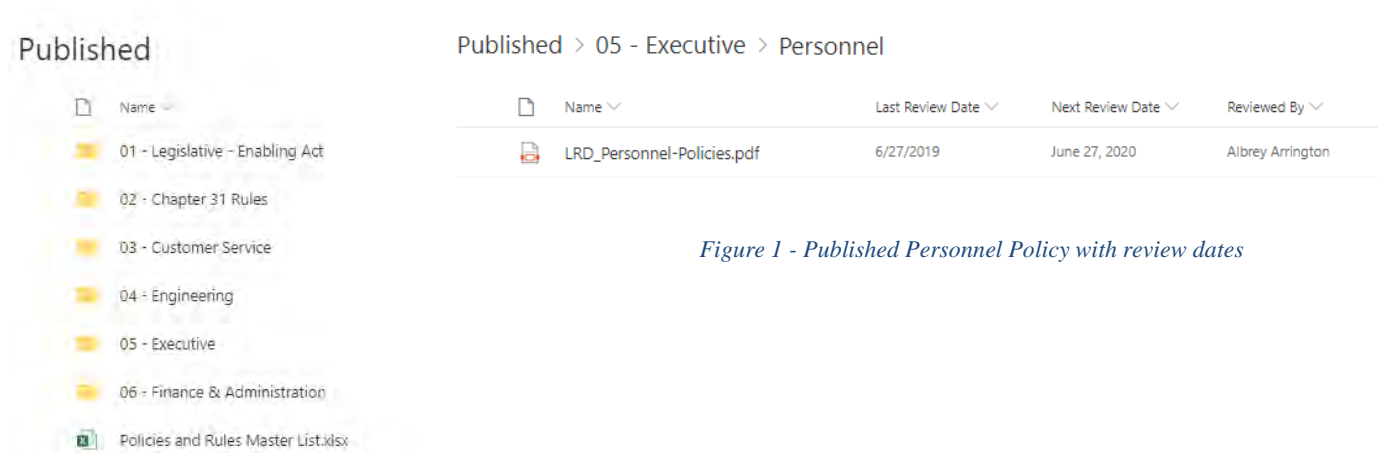 Published
Name
01 - Legislative - Enabling Act
02 - Chapter 31 Rules
03 - Customer Service
04 - Engineering
05 - Executive
06 - Finance & Administration
Policies and Rules Master List.xlsx
Published > 05 - Executive > Personnel
Name Last Review Date Next Review Date Reviewed By
LRD_Personnel-Policies.pdf 6/27/2019 June 27, 2020 Albrey Arrington
Figure 1 - Published Personnel Policy with review dates